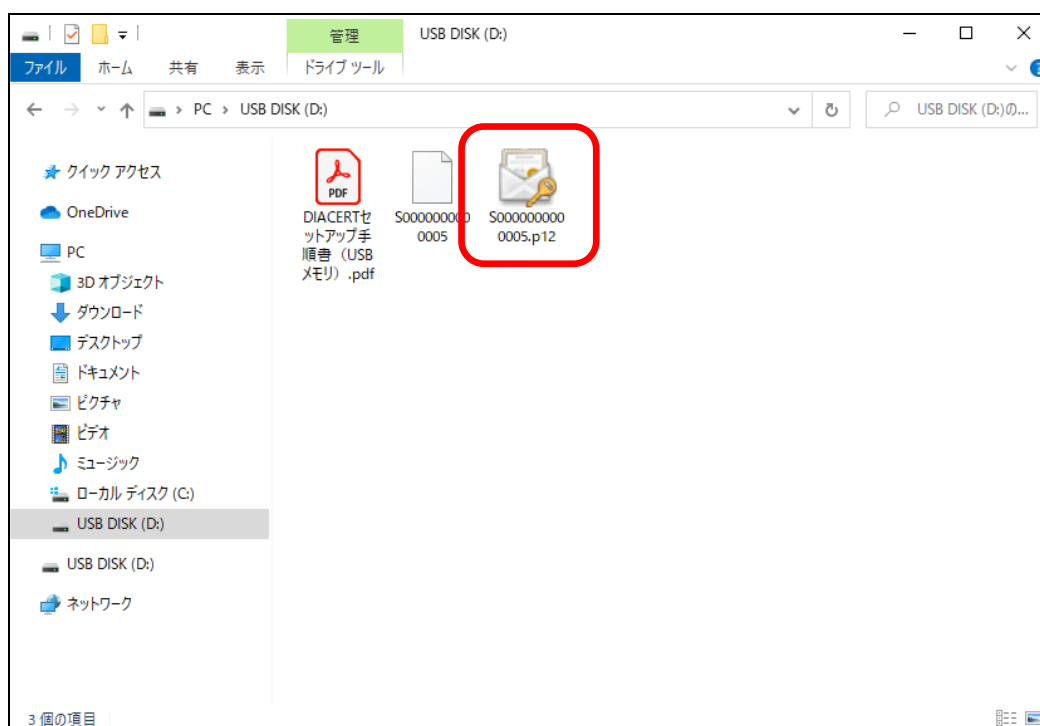 管理
USB DISK (D:)
ファイル
ホーム
共有
表示
ドライブ ツール
PC
USB DISK (D:)
USB DISK (D:)の...
クイック アクセス
OneDrive
PC
3D オブジェクト
ダウンロード
デスクトップ
ドキュメント
ピクチャ
ビデオ
ミュージック
ローカル ディスク (C:)
USB DISK (D:)
USB DISK (D:)
ネットワーク
PDF
DIACERTセ
ットアップ手
順書（USB
メモリ）.pdf
S000000000
0005
S000000000
0005.p12
3 個の項目